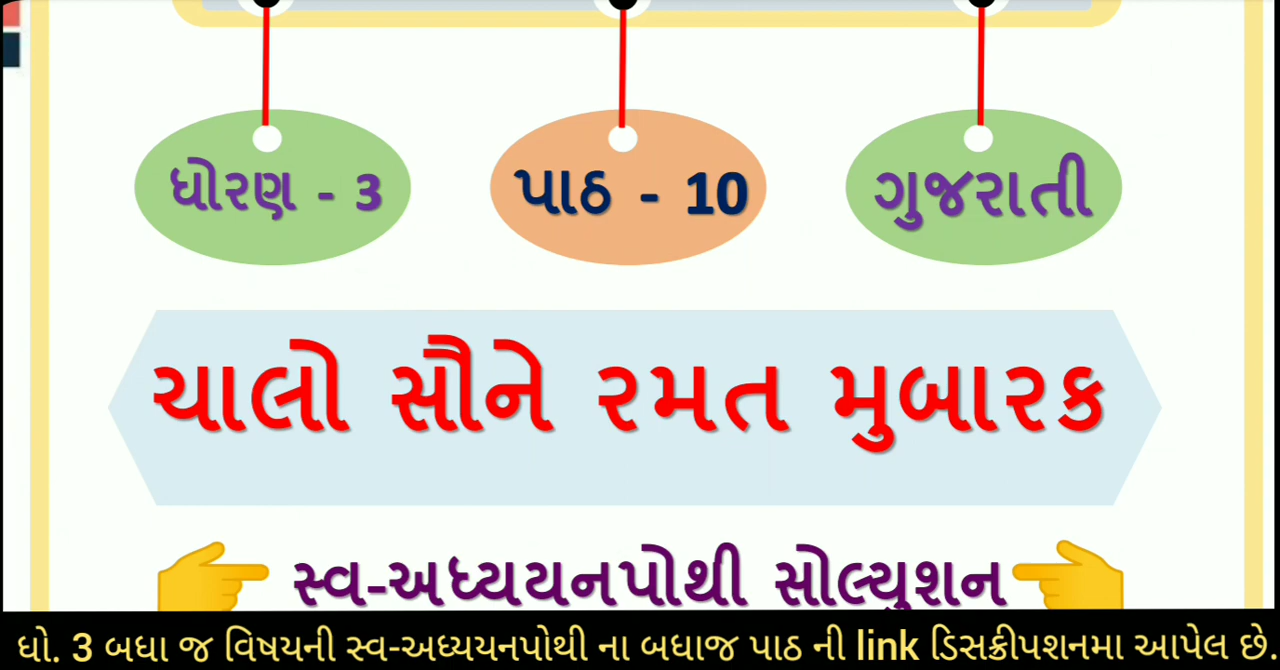 ધોરણ - 3
પાઠ - 10
ગુજરાતી
ચાલો સૌને રમત મુબારક
સ્વ-અધ્યયનપોથી સોલ્યુશન
ધો. 3 બધા જ વિષયની સ્વ-અધ્યયનપોથી ના બધાજ પાઠ ની link ડિસક્રીપશનમા આપેલ છે.